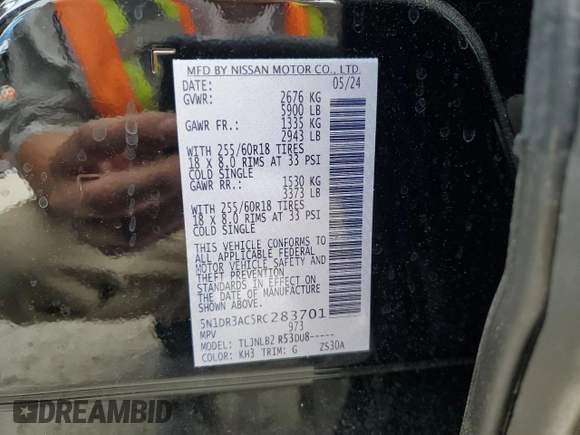 MFD BY NISSAN MOTOR CO., LTD.
DATE: 05/24
GVWR: 2676 KG
5900 LB
GAWR FR.: 1335 KG
2943 LB
WITH 255/60R18 TIRES
18 X 8.0 RIMS AT 33 PSI
COLD SINGLE
GAWR RR.: 1530 KG
3373 LB
WITH 255/60R18 TIRES
18 X 8.0 RIMS AT 33 PSI
COLD SINGLE
THIS VEHICLE CONFORMS TO
ALL APPLICABLE FEDERAL
MOTOR VEHICLE SAFETY AND
THEFT PREVENTION
STANDARDS IN EFFECT ON
THE DATE OF MANUFACTURE
SHOWN ABOVE.
5N1DR3AC5RC283701
MPV 973
MODEL: TLJNLB2 R53DU8-----
COLOR: KH3 TRIM: G ZS30A
DREAMBID